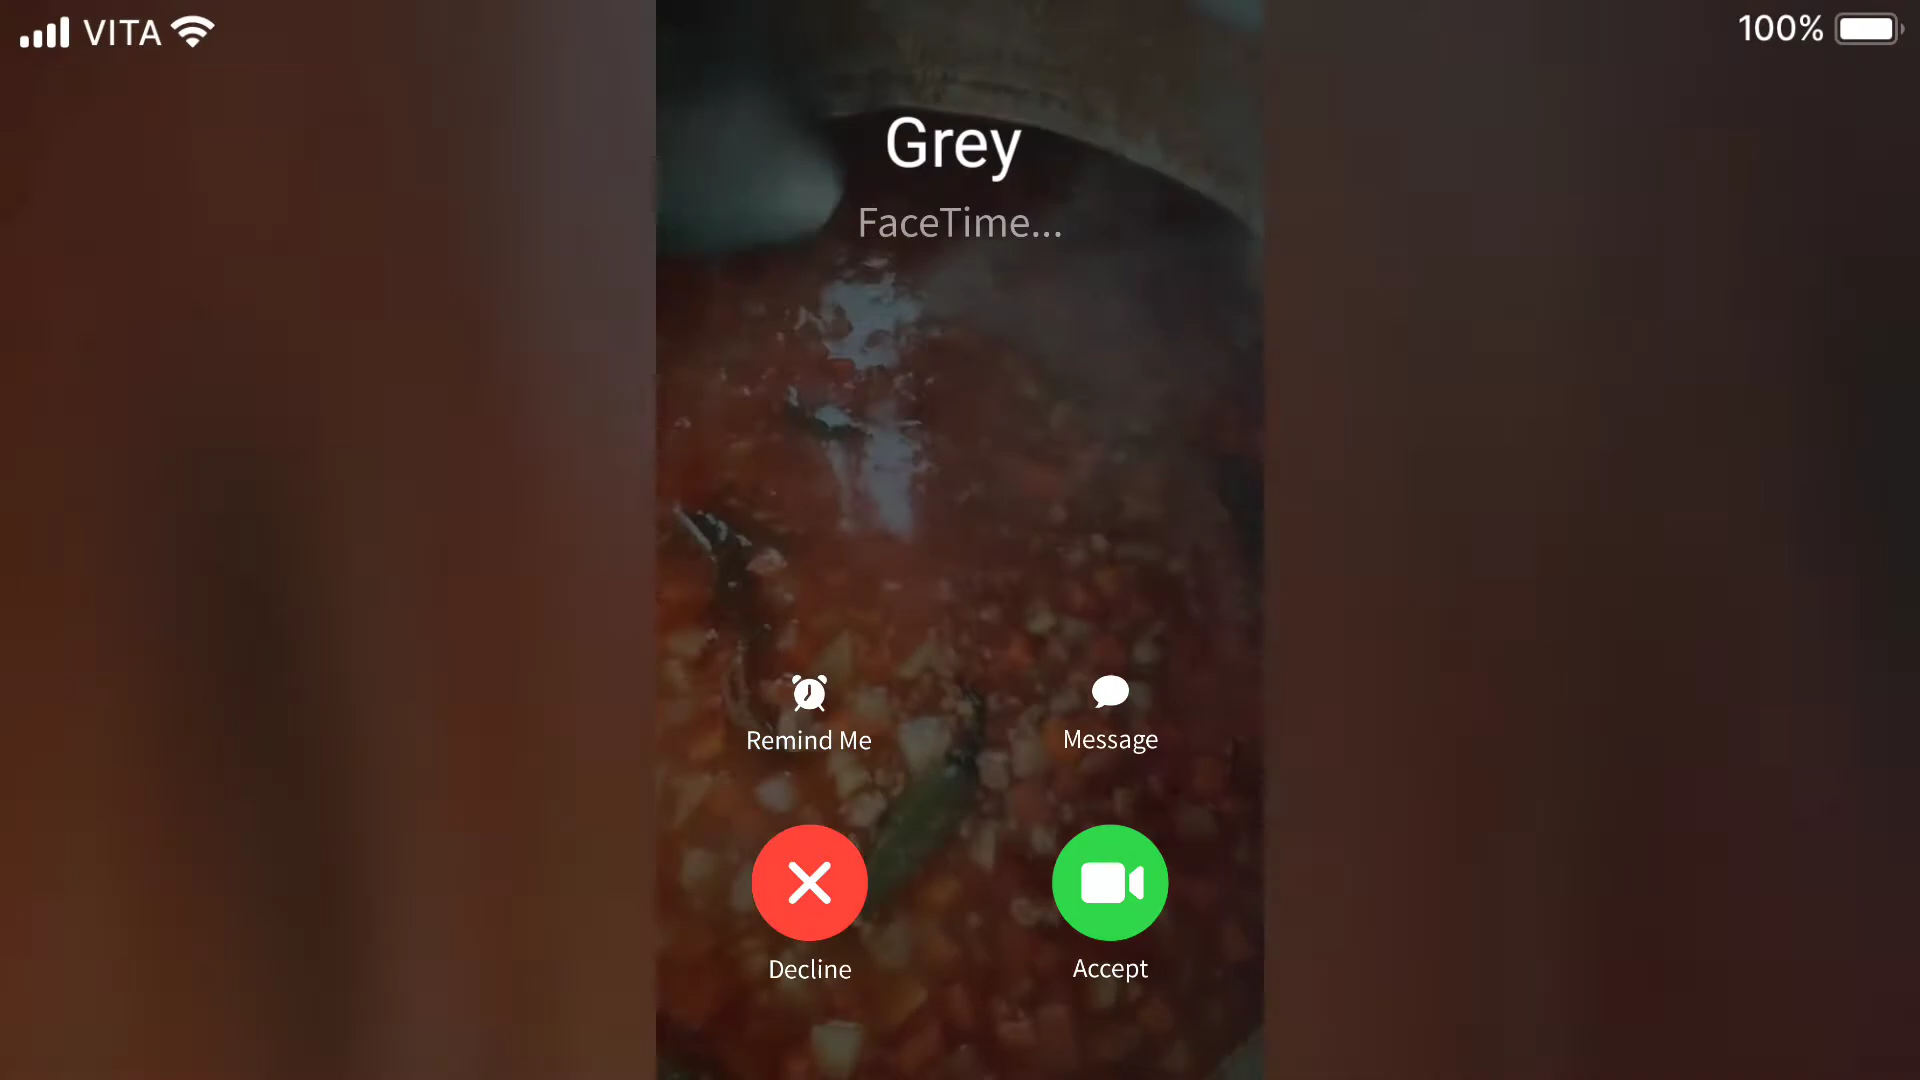 VITA
100%
Grey
FaceTime...
Remind Me
Message
Decline
Accept